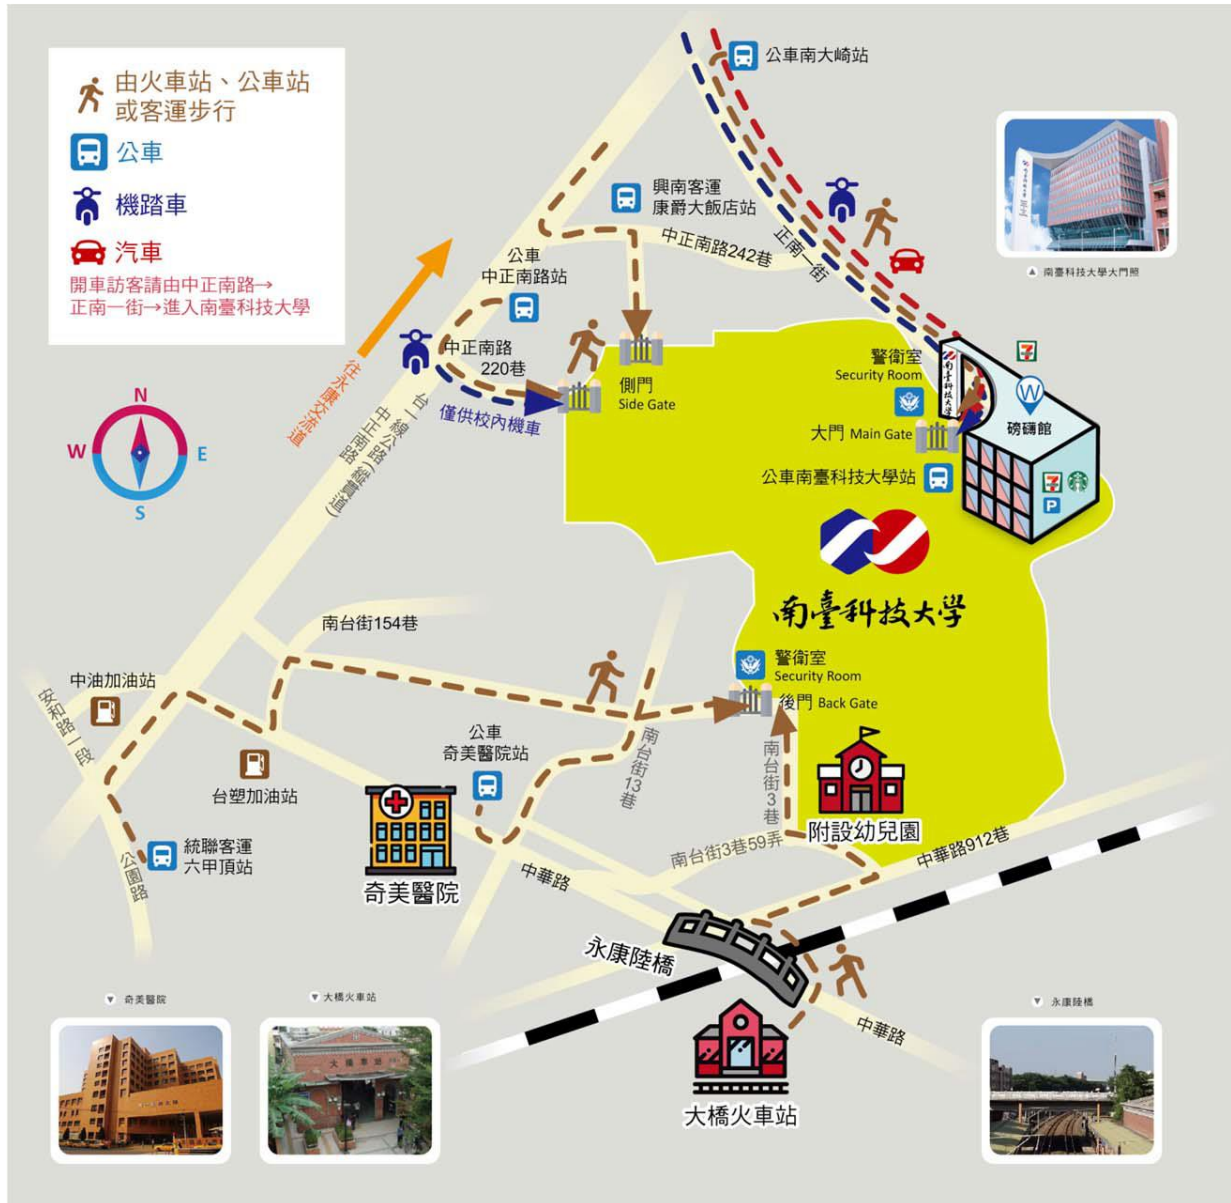 由火車站、公車站
或客運步行
公車
機踏車
汽車
開車訪客請由中正南路→
正南一街→進入南臺科技大學
公車南大崎站
興南客運
康爵大飯店站
中正南路242巷
正南一街
南臺科技大學大門照
公車
中正南路站
中正南路
220巷
僅供校內機車
往永康交流道
台一線公路(縱貫道)
中正南路
側門
Side Gate
警衛室
Security Room
大門 Main Gate
公車南臺科技大學站
南臺科技大學
7
W
磅礡館
7
P
N
W
E
S
南臺科技大学
南台街154巷
中油加油站
安和路一段
台塑加油站
統聯客運
六甲頂站
公園路
公車
奇美醫院站
奇美醫院
南台街13巷
警衛室
Security Room
後門 Back Gate
南台街3巷
附設幼兒園
南台街3巷59弄
中華路912巷
中華路
永康陸橋
中華路
大橋火車站
奇美醫院
大橋火車站
永康陸橋